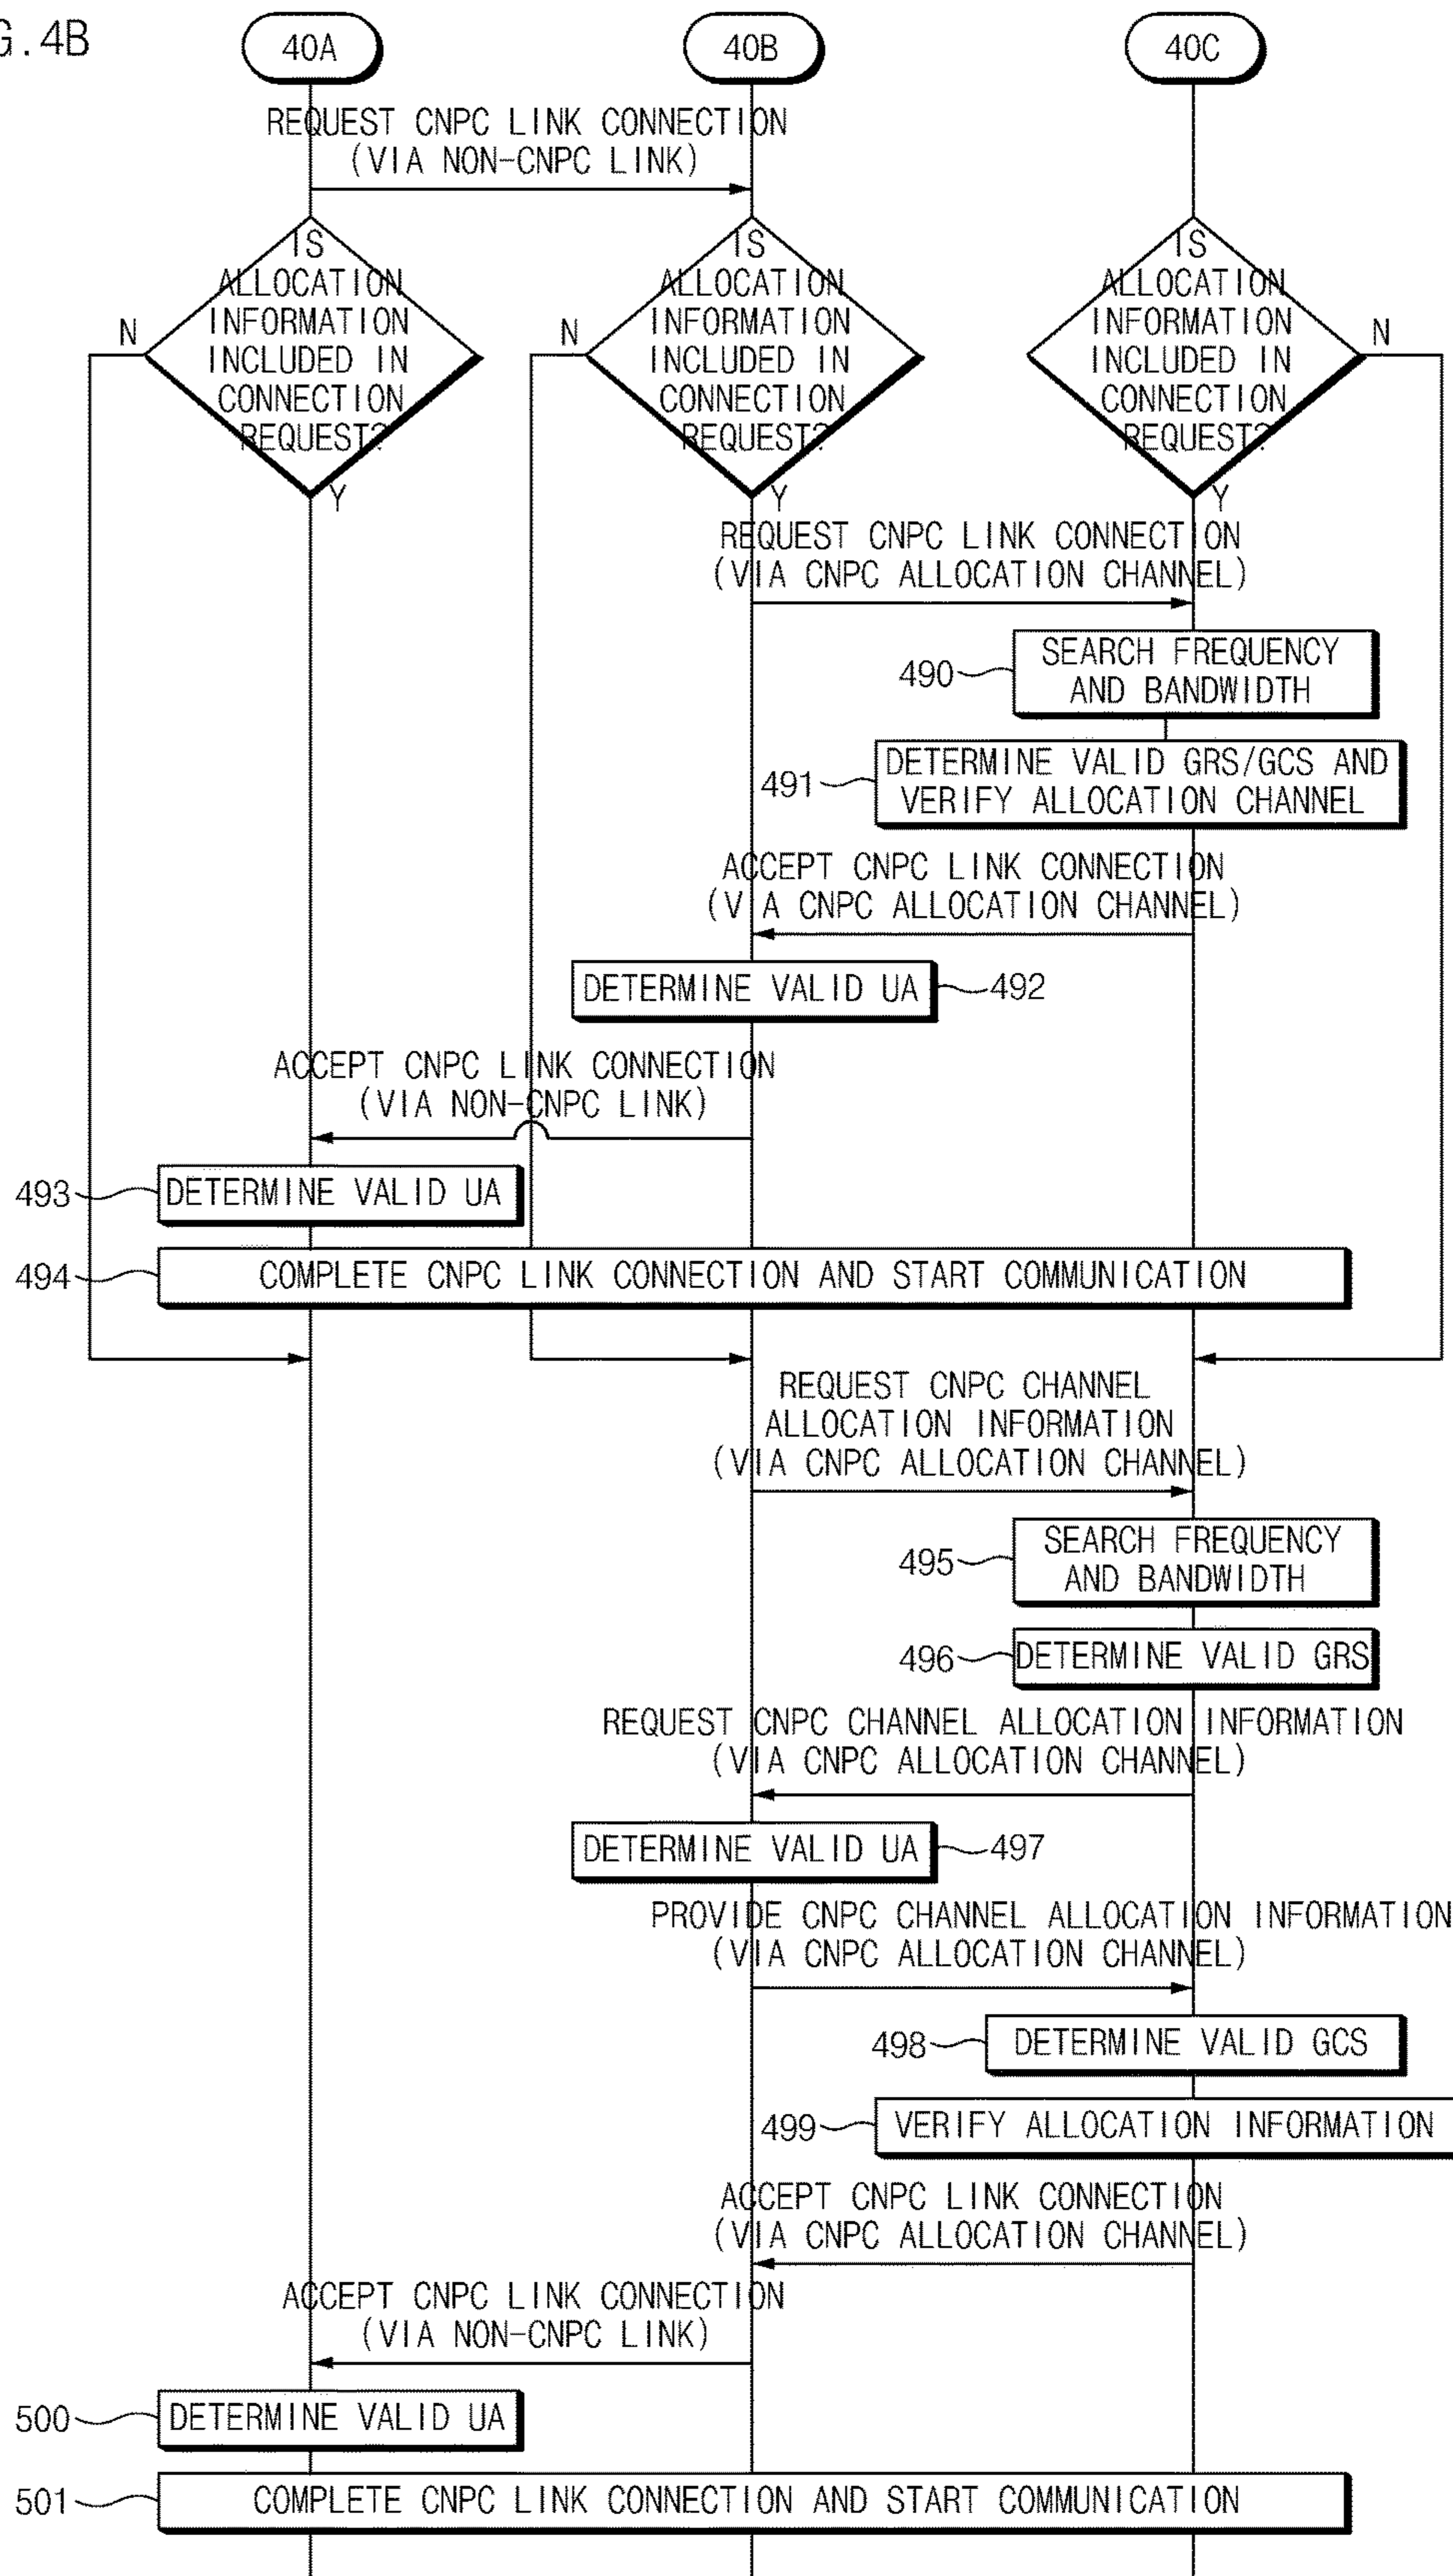 G.4B
40A
40B
40C
REQUEST CNPC LINK CONNECTION
(VIA NON-CNPC LINK)
IS
ALLOCATION
INFORMATION
INCLUDED IN
CONNECTION
REQUEST?
N
Y
IS
ALLOCATION
INFORMATION
INCLUDED IN
CONNECTION
REQUEST?
N
Y
IS
ALLOCATION
INFORMATION
INCLUDED IN
CONNECTION
REQUEST?
N
Y
REQUEST CNPC LINK CONNECTION
(VIA CNPC ALLOCATION CHANNEL)
490
SEARCH FREQUENCY
AND BANDWIDTH
491
DETERMINE VALID GRS/GCS AND
VERIFY ALLOCATION CHANNEL
ACCEPT CNPC LINK CONNECTION
(V A CNPC ALLOCATION CHANNEL)
DETERMINE VALID UA
492
ACCEPT CNPC LINK CONNECTION
(VIA NON-CNPC LINK)
493
DETERMINE VALID UA
494
COMPLETE CNPC LINK CONNECTION AND START COMMUNICATION
REQUEST CNPC CHANNEL
ALLOCATION INFORMATION
(VIA CNPC ALLOCATION CHANNEL)
495
SEARCH FREQUENCY
AND BANDWIDTH
496
DETERMINE VALID GRS
REQUEST CNPC CHANNEL ALLOCATION INFORMATION
(VIA CNPC ALLOCATION CHANNEL)
DETERMINE VALID UA
497
PROVIDE CNPC CHANNEL ALLOCATION INFORMATION
(VIA CNPC ALLOCATION CHANNEL)
498
DETERMINE VALID GCS
499
VERIFY ALLOCATION INFORMATION
ACCEPT CNPC LINK CONNECTION
(VIA CNPC ALLOCATION CHANNEL)
ACCEPT CNPC LINK CONNECTION
(VIA NON-CNPC LINK)
500
DETERMINE VALID UA
501
COMPLETE CNPC LINK CONNECTION AND START COMMUNICATION